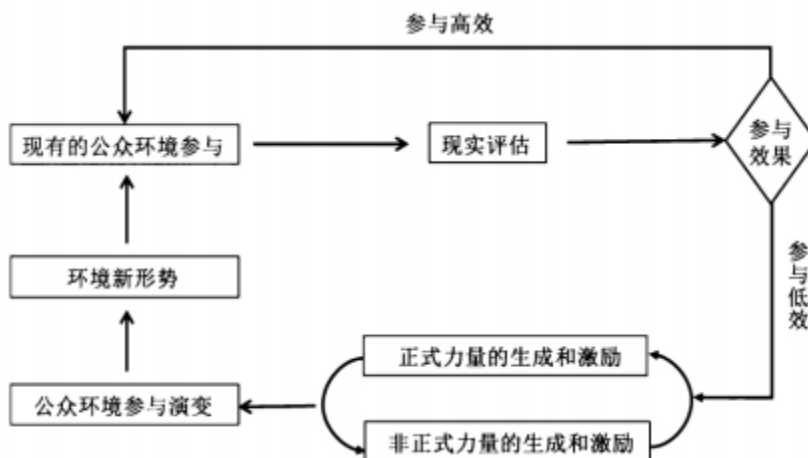 参与高效
现有的公众环境参与
现实评估
参与
效果
环境新形势
参与低效
正式力量的生成和激励
公众环境参与演变
非正式力量的生成和激励